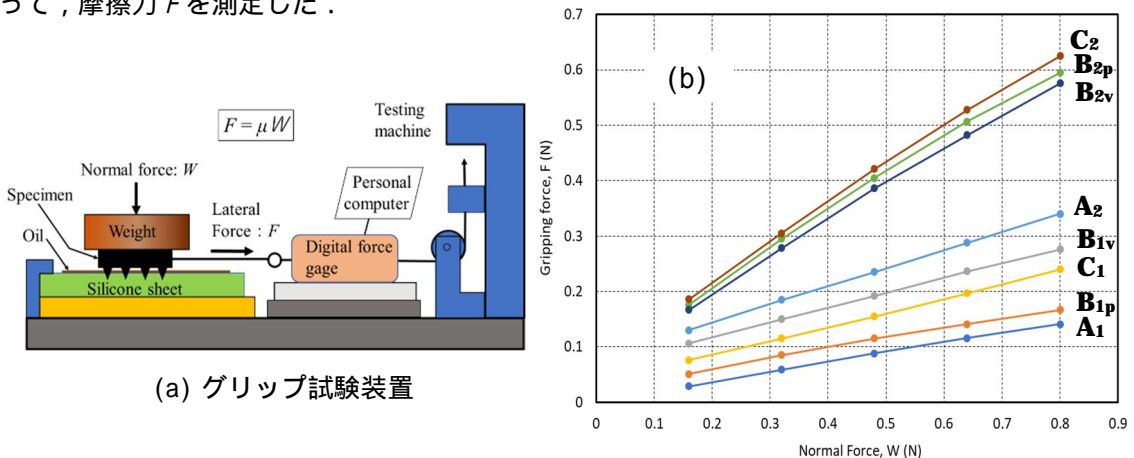 って，摩擦力 F を測定した．
F = μW
Testing
machine
Normal force: W
Specimen
Oil
Weight
Lateral
Force : F
Personal
computer
Digital force
gage
Silicone sheet
(a) グリップ試験装置
(b)
Gripping force, F (N)
0.7
0.6
0.5
0.4
0.3
0.2
0.1
0
0 0.1 0.2 0.3 0.4 0.5 0.6 0.7 0.8 0.9
Normal Force, W (N)
C2
B2p
B2v
A2
B1v
C1
B1p
A1